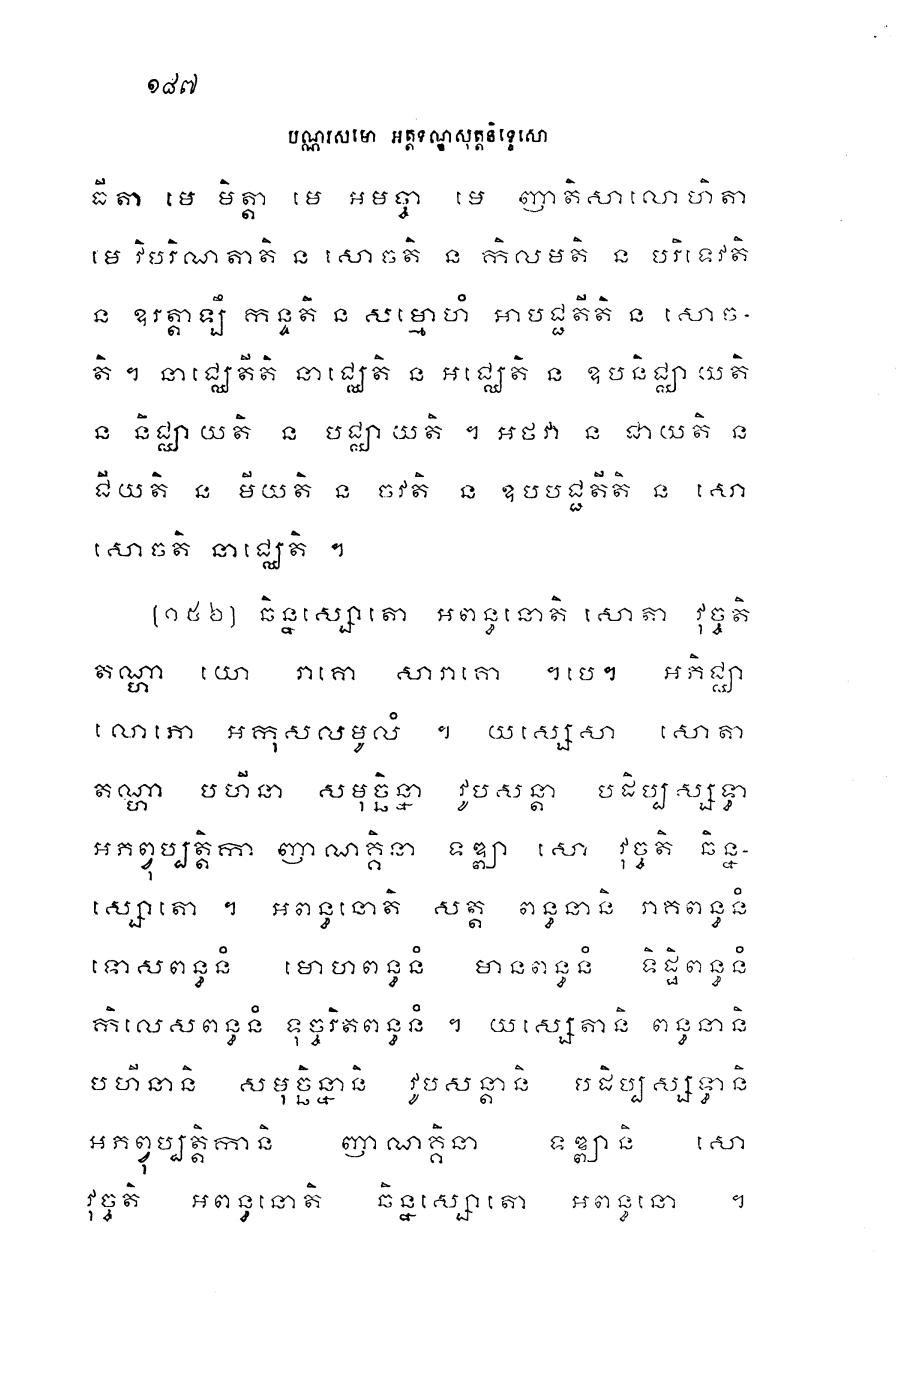 ១៨៧
បណ្ណរសមោ អត្តទណ្ឌសុត្តនិទ្ទេសោ
ធីតា មេ មិត្តា មេ អមច្ចា មេ ញាតិសាលោហិតា
មេ វិបរិណតាតិ ន សោចតិ ន កិលមតិ ន បរិទេវតិ
ន ឧរត្តាឡឹ កន្ទតិ ន សម្មោហំ អាបជ្ជតីតិ ន សោច-
តិ ។ នាជ្ឈេតីតិ នាជ្ឈេតិ ន អជ្ឈេតិ ន ឧបនិជ្ឈាយតិ
ន និជ្ឈាយតិ ន បជ្ឈាយតិ ។ អថវា ន ជាយតិ ន
ជីយតិ ន មីយតិ ន ចវតិ ន ឧបបជ្ជតីតិ ន សោ
សោចតិ នាជ្ឈេតិ ។
[១៥៦] ឆិន្នស្សោតោ អពន្ធនោតិ សោតា វុច្ចតិ
តណ្ហា យោ រាគោ សារាគោ ។បេ។ អភិជ្ឈា
លោភោ អកុសលមូលំ ។ យស្សេសា សោតា
តណ្ហា បហីនា សមុច្ឆិន្នា វូបសន្តា បដិប្បស្សទ្ធា
អភព្វុប្បត្តិកា ញាណគ្គិនា ទឌ្ឍា សោ វុច្ចតិ ឆិន្ន-
ស្សោតោ ។ អពន្ធនោតិ សត្ត ពន្ធនានិ រាគពន្ធនំ
ទោសពន្ធនំ មោហពន្ធនំ មានពន្ធនំ ទិដ្ឋិពន្ធនំ
កិលេសពន្ធនំ ទុច្ចរិតពន្ធនំ ។ យស្សេតានិ ពន្ធនានិ
បហីនានិ សមុច្ឆិន្នានិ វូបសន្តានិ បដិប្បស្សទ្ធានិ
អភព្វុប្បត្តិកានិ ញាណគ្គិនា ទឌ្ឍានិ សោ
វុច្ចតិ អពន្ធនោតិ ឆិន្នស្សោតោ អពន្ធនោ ។